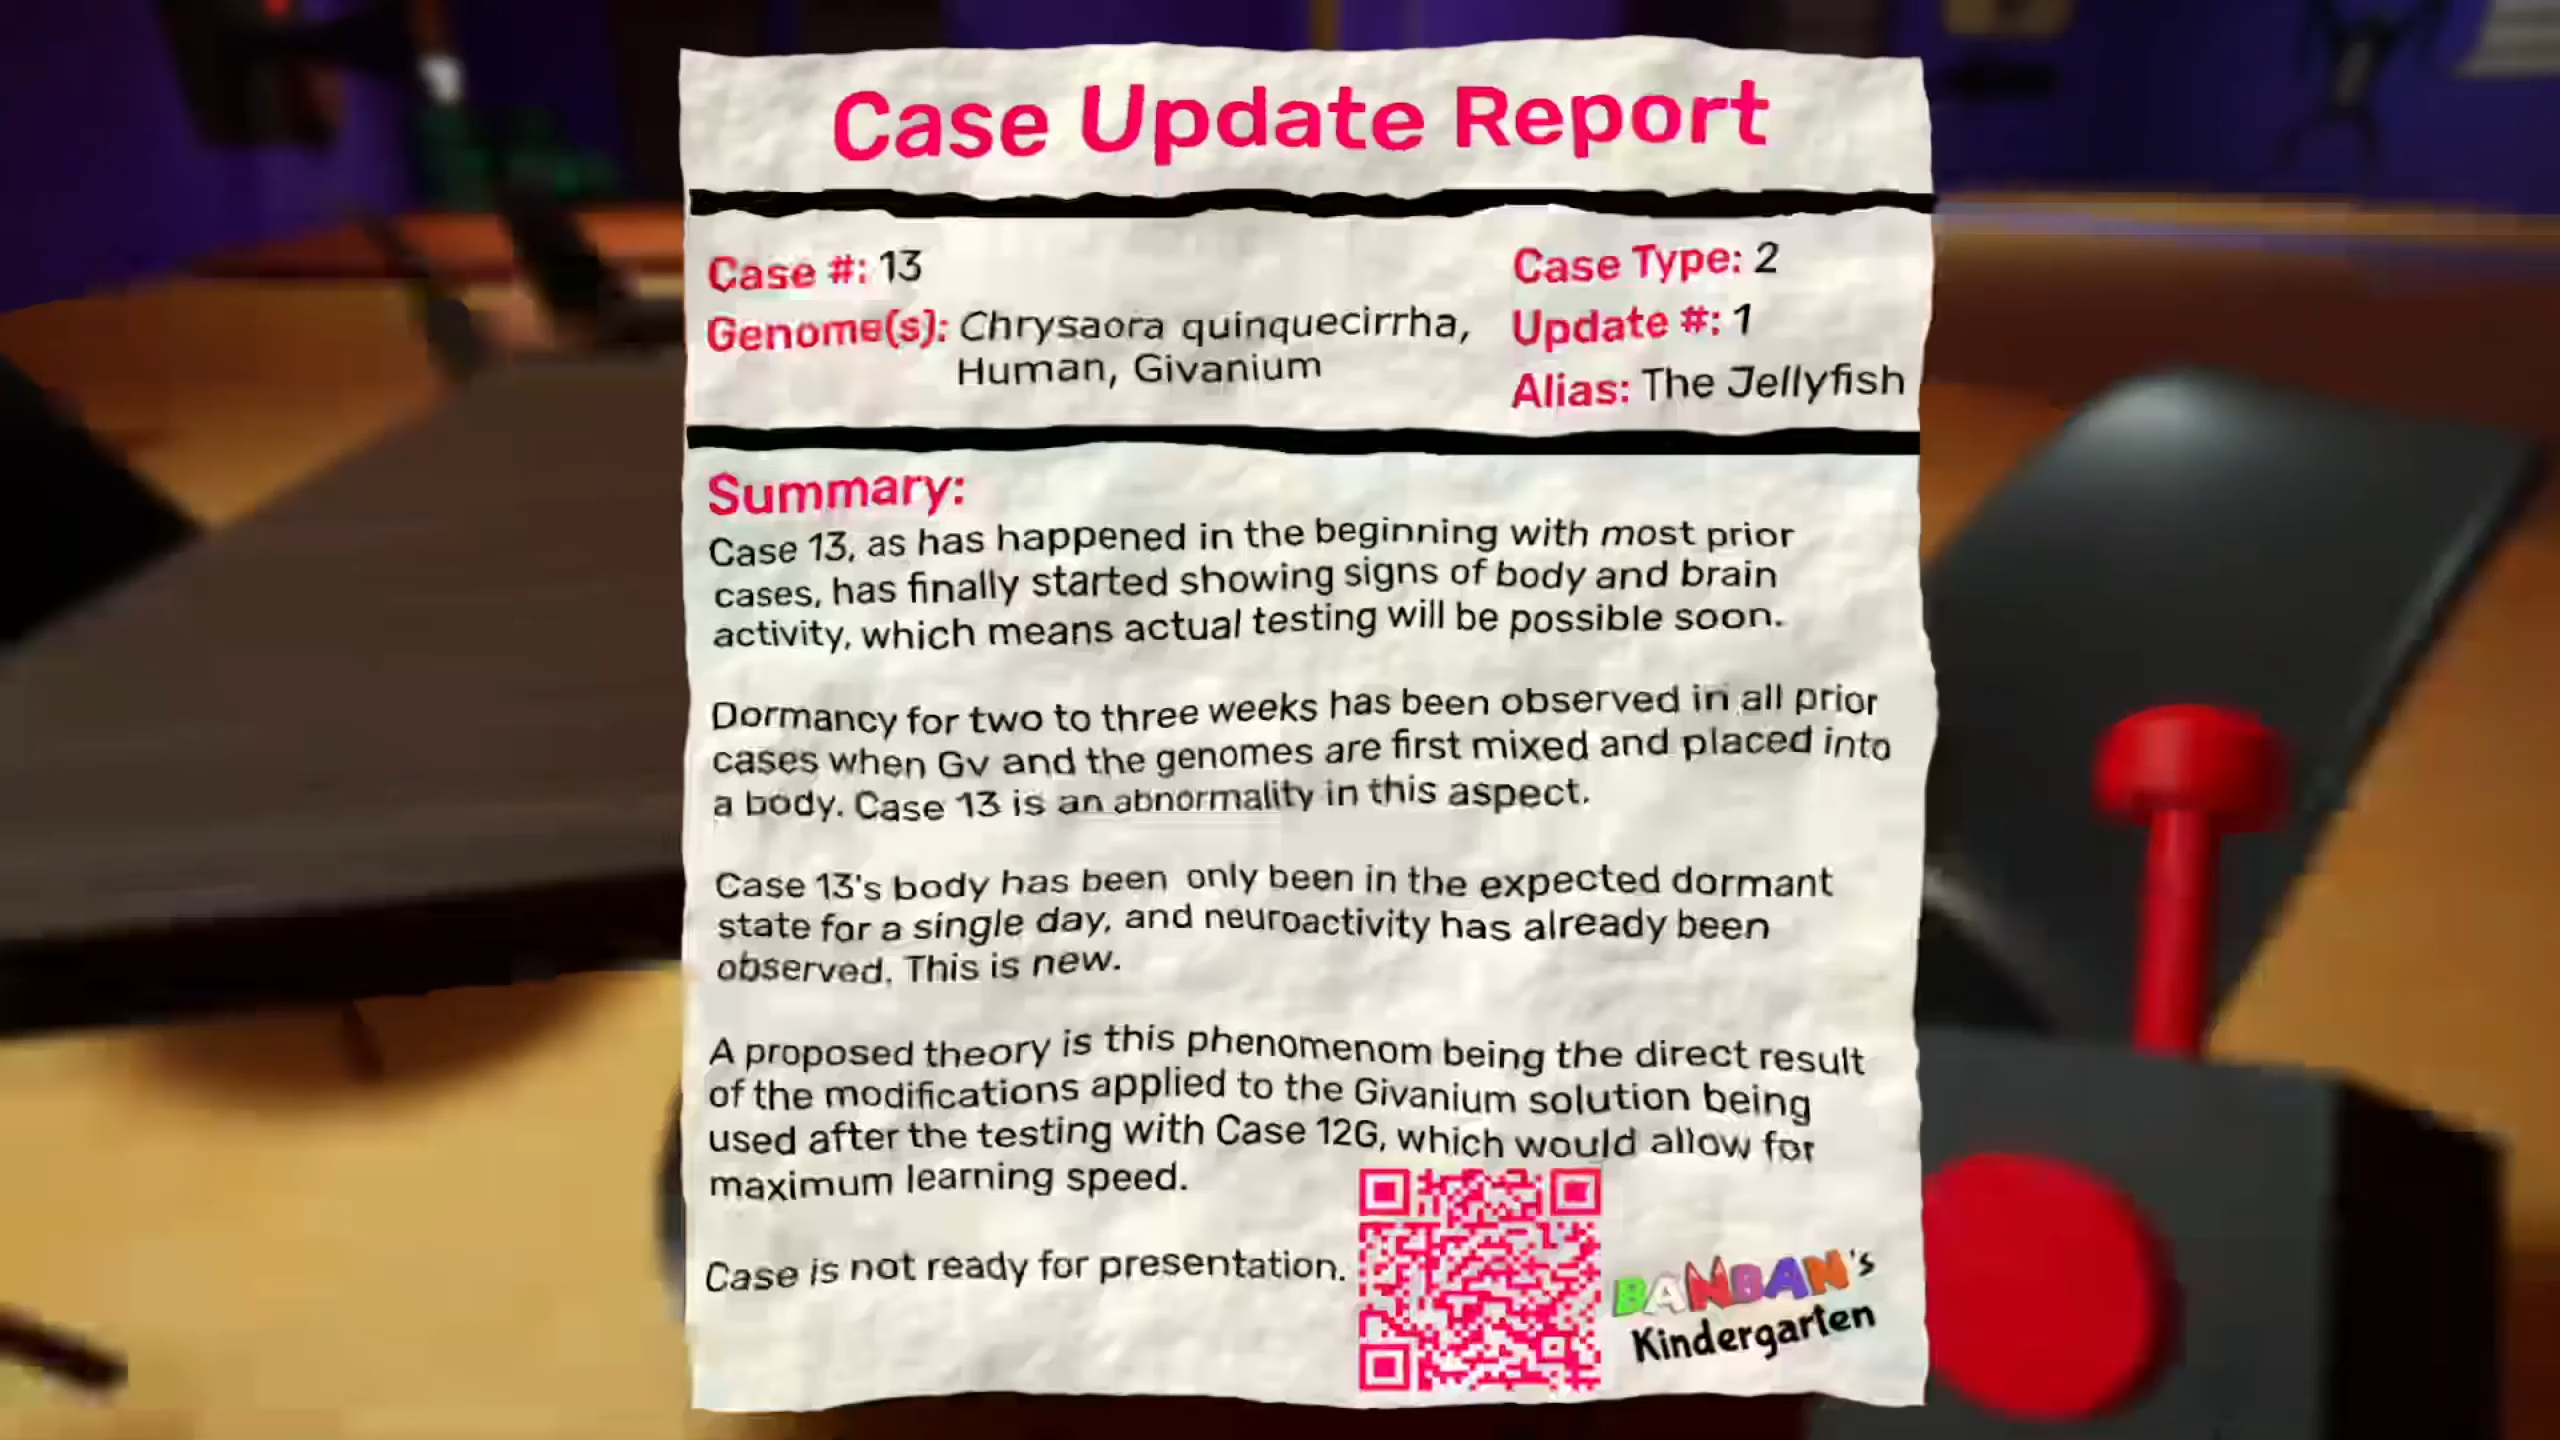 Case Update Report
Case #: 13
Case Type: 2
Genome(s): Chrysaora quinquecirrha,
Human, Givanium
Update #: 1
Alias: The Jellyfish
Summary:
Case 13, as has happened in the beginning with most prior
cases, has finally started showing signs of body and brain
activity, which means actual testing will be possible soon.
Dormancy for two to three weeks has been observed in all prior
cases when Gv and the genomes are first mixed and placed into
a body. Case 13 is an abnormality in this aspect.
Case 13's body has been only been in the expected dormant
state for a single day, and neuroactivity has already been
observed. This is new.
A proposed theory is this phenomenom being the direct result
of the modifications applied to the Givanium solution being
used after the testing with Case 12G, which would allow for
maximum learning speed.
Case is not ready for presentation.
BANBAN's
Kindergarten